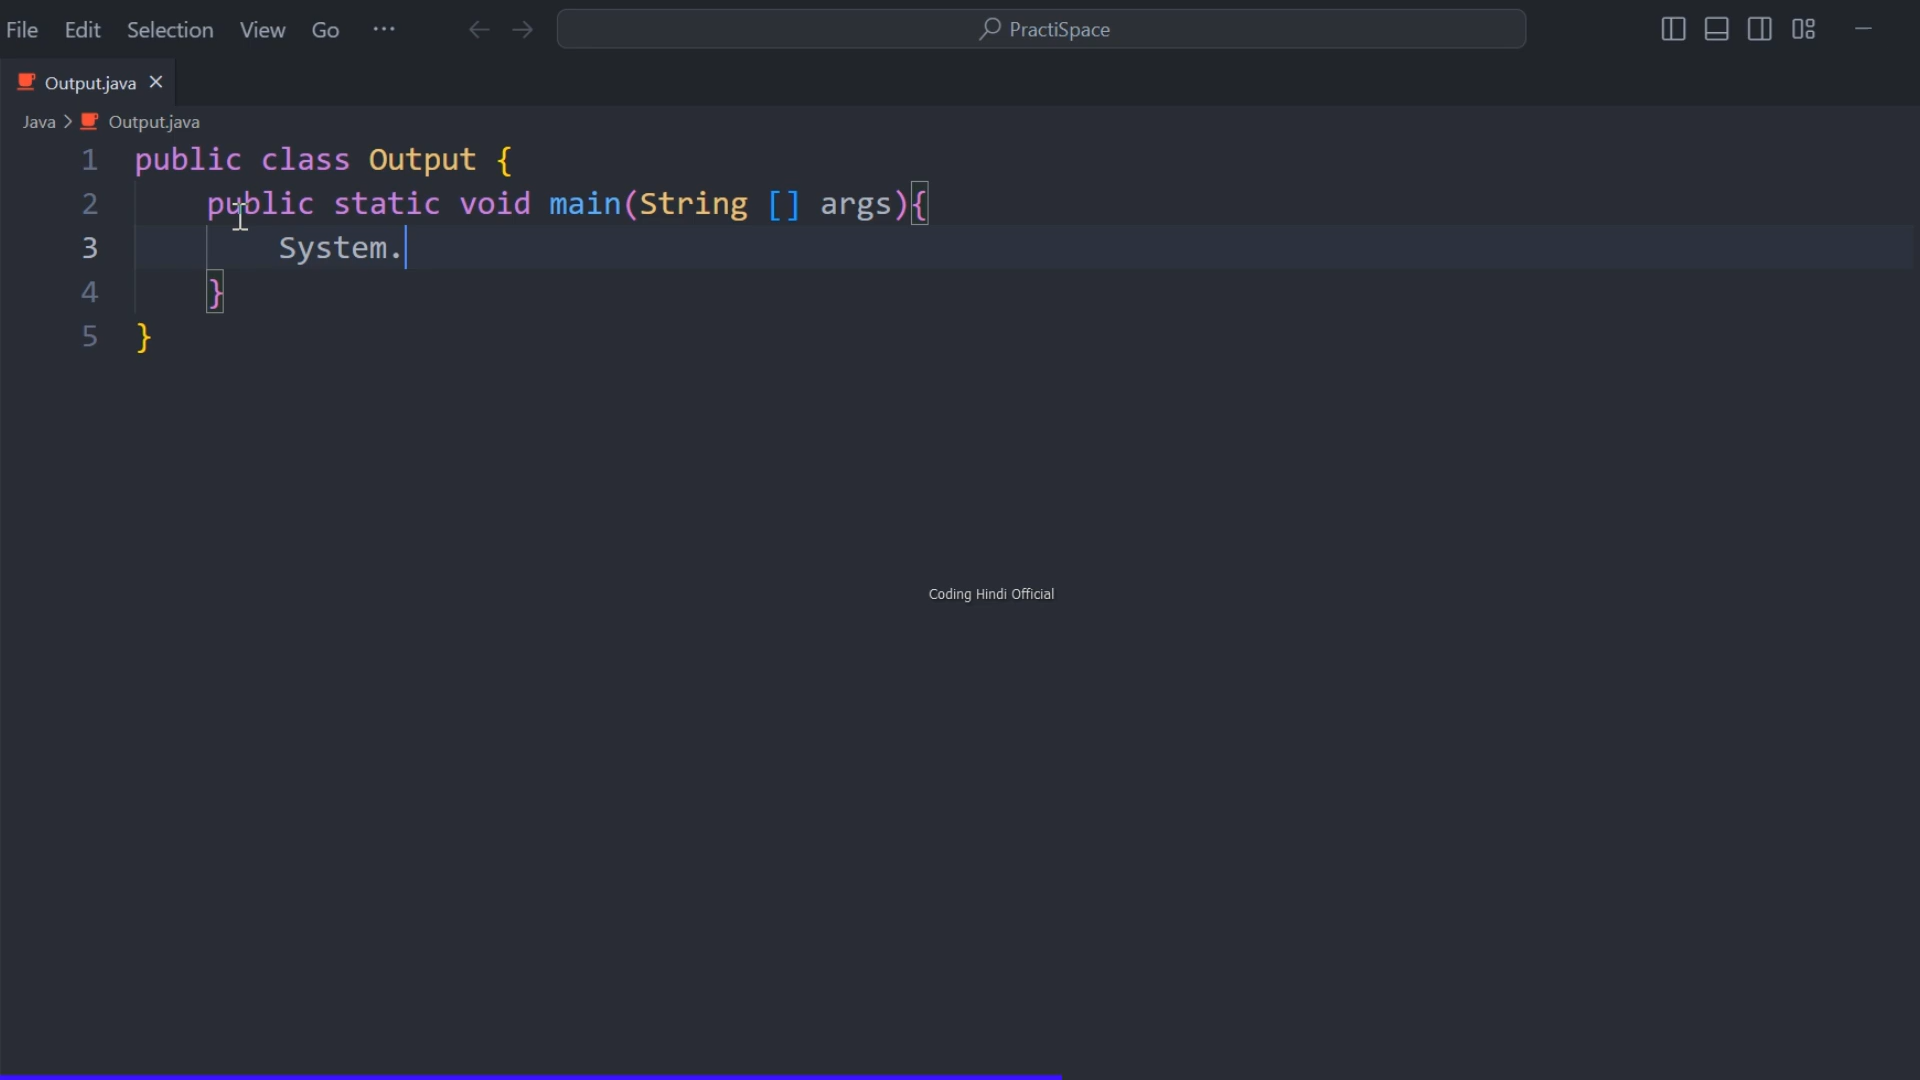 File Edit Selection View Go ··· PractiSpace
Output.java
Java > Output.java
1 public class Output {
2 public static void main(String [] args){
3 System.
4 }
5 }
Coding Hindi Official